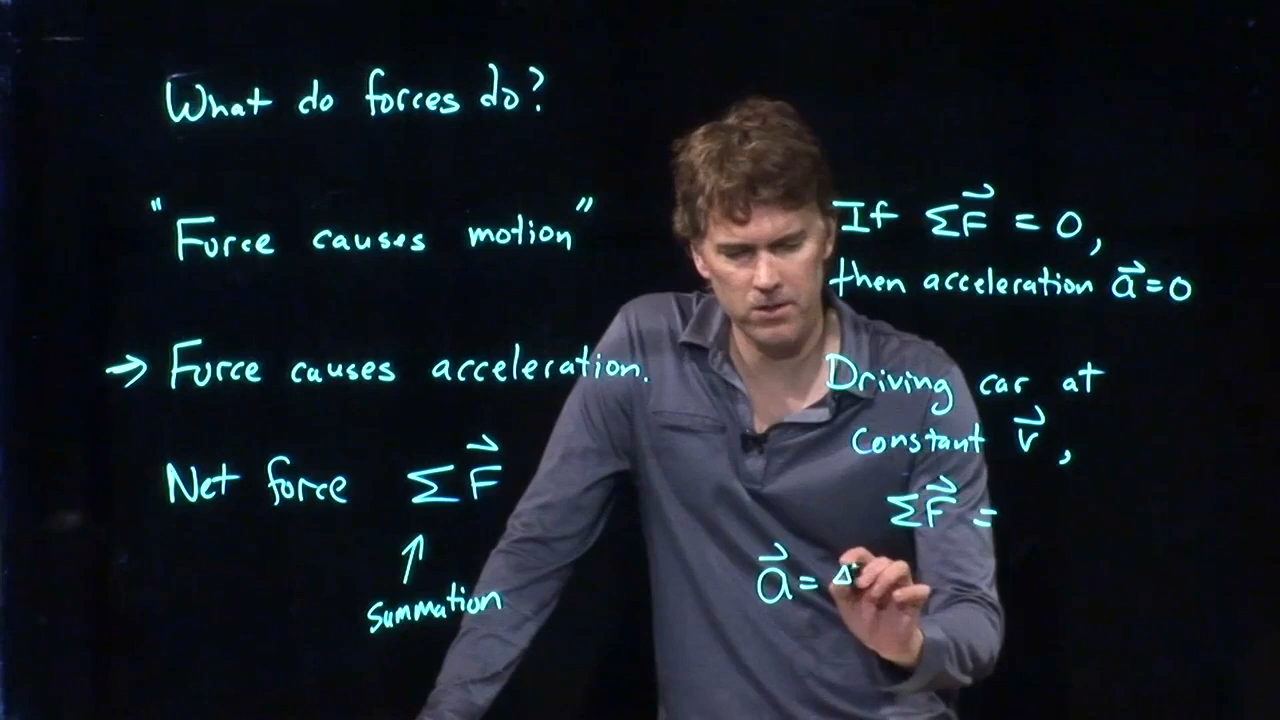 What do forces do?
"Force causes motion"
→ Force causes acceleration.
Net force ΣF⃗
↑
summation
If ΣF⃗ = 0,
then acceleration a⃗ = 0
Driving car at
constant v⃗,
ΣF⃗ =
a⃗ = Δ